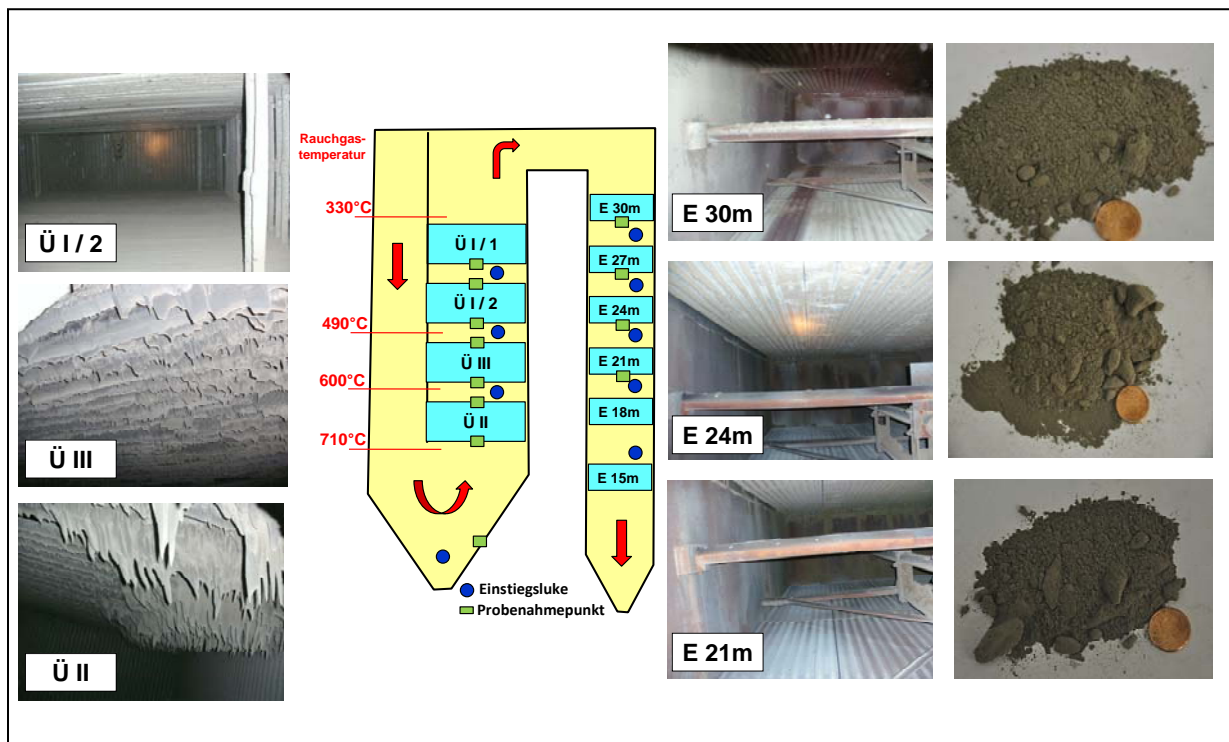 Ü I / 2
Ü III
Ü II
Rauchgas-
temperatur
330°C
490°C
600°C
710°C
Ü I / 1
Ü I / 2
Ü III
Ü II
E 30m
E 27m
E 24m
E 21m
E 18m
E 15m
Einstiegsluke
Probenahmepunkt
E 30m
E 24m
E 21m